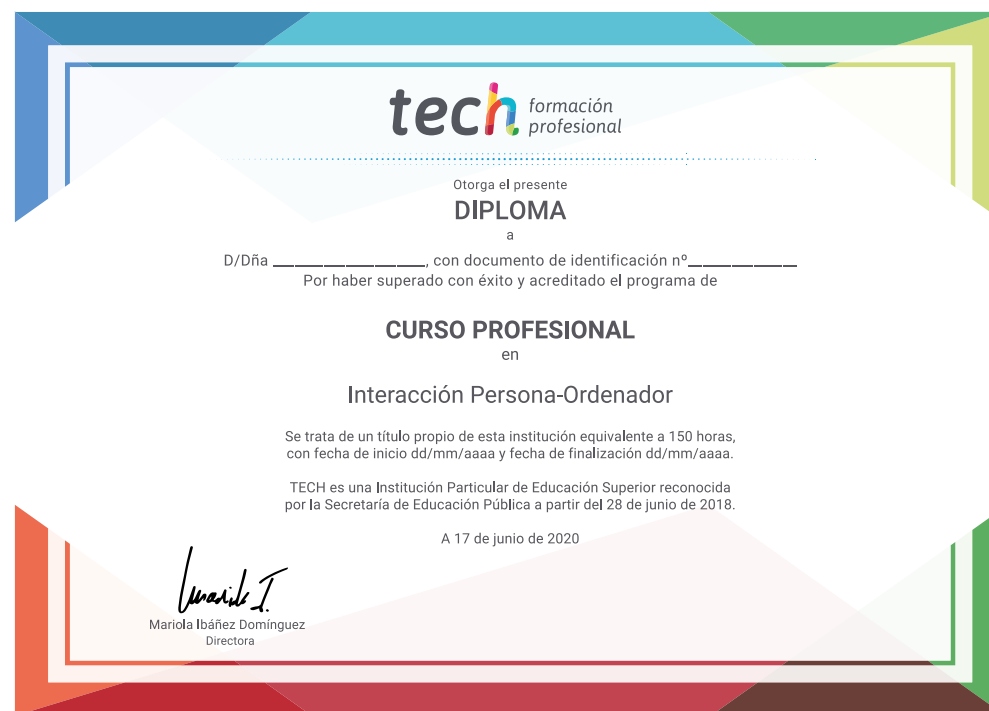 tech formación
profesional
Otorga el presente
DIPLOMA
a
D/Dña ____________________, con documento de identificación nº______________
Por haber superado con éxito y acreditado el programa de
CURSO PROFESIONAL
en
Interacción Persona-Ordenador
Se trata de un título propio de esta institución equivalente a 150 horas,
con fecha de inicio dd/mm/aaaa y fecha de finalización dd/mm/aaaa.
TECH es una Institución Particular de Educación Superior reconocida
por la Secretaría de Educación Pública a partir del 28 de junio de 2018.
A 17 de junio de 2020
Mariola Ibáñez Domínguez
Directora